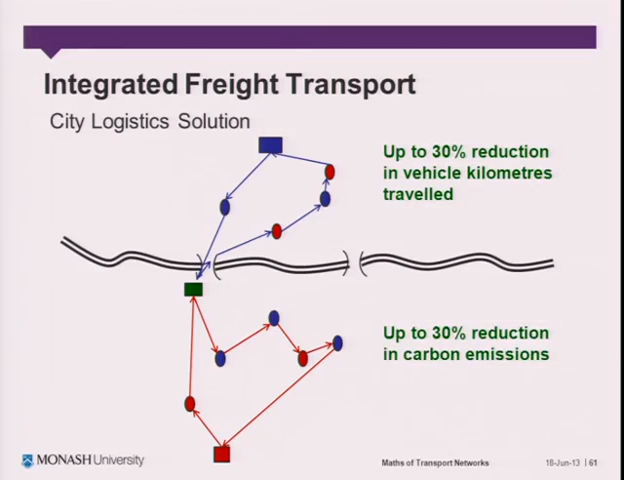 Integrated Freight Transport
City Logistics Solution
Up to 30% reduction
in vehicle kilometres
travelled
Up to 30% reduction
in carbon emissions
MONASH University
Maths of Transport Networks
18-Jun-13 | 61